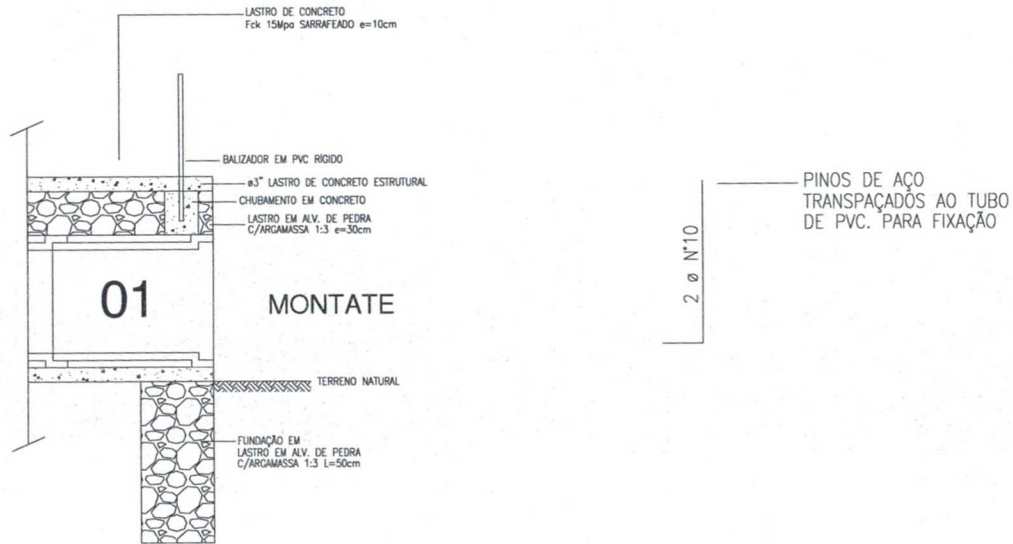 LASTRO DE CONCRETO
Fck 15Mpa SARRAFEADO e=10cm
BALIZADOR EM PVC RÍGIDO
ø3" LASTRO DE CONCRETO ESTRUTURAL
CHUBAMENTO EM CONCRETO
LASTRO EM ALV. DE PEDRA
C/ARGAMASSA 1:3 e=30cm
01
MONTATE
TERRENO NATURAL
FUNDAÇÃO EM
LASTRO EM ALV. DE PEDRA
C/ARGAMASSA 1:3 L=50cm
2 ø N°10
PINOS DE AÇO
TRANSPAÇADOS AO TUBO
DE PVC. PARA FIXAÇÃO